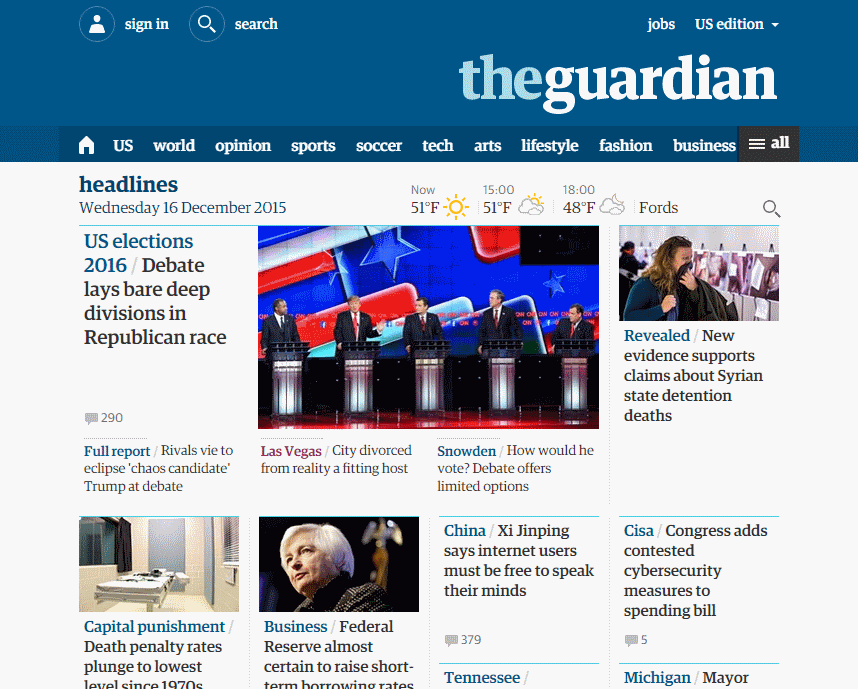 sign in
search
jobs
US edition
theguardian
US
world
opinion
sports
soccer
tech
arts
lifestyle
fashion
business
all
headlines
Wednesday 16 December 2015
Now
51°F
15:00
51°F
18:00
48°F
Fords
US elections
2016 / Debate
lays bare deep
divisions in
Republican race
290
Full report / Rivals vie to
eclipse 'chaos candidate'
Trump at debate
Las Vegas / City divorced
from reality a fitting host
Snowden / How would he
vote? Debate offers
limited options
Revealed / New
evidence supports
claims about Syrian
state detention
deaths
Capital punishment /
Death penalty rates
plunge to lowest
level since 1970s
Business / Federal
Reserve almost
certain to raise short-
term borrowing rates
China / Xi Jinping
says internet users
must be free to speak
their minds
379
Tennessee /
Cisa / Congress adds
contested
cybersecurity
measures to
spending bill
5
Michigan / Mayor